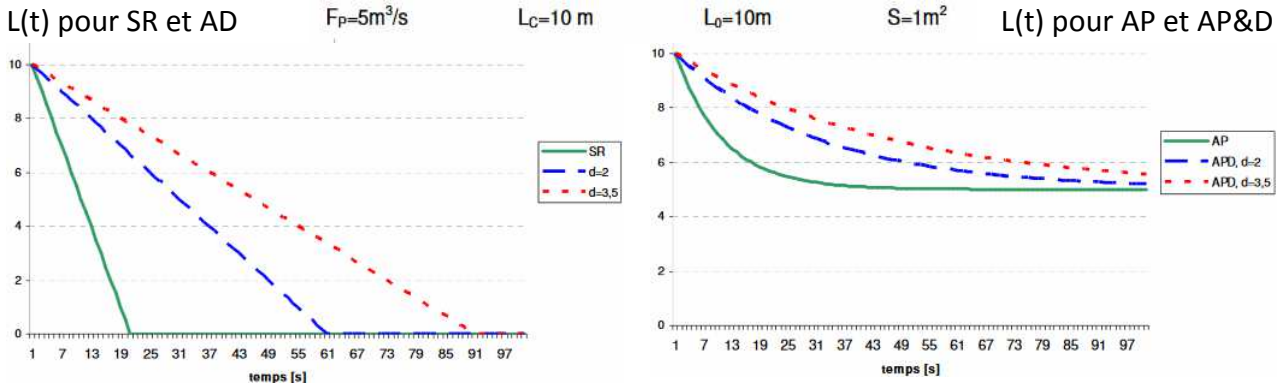 L(t) pour SR et AD
F_P=5m³/s
L_C=10 m
L_0=10m
S=1m²
L(t) pour AP et AP&D
10
8
6
4
2
0
1 7 13 19 25 31 37 43 49 55 61 67 73 79 85 91 97
temps [s]
SR
d=2
d=3,5
10
8
6
4
2
0
1 7 13 19 25 31 37 43 49 55 61 67 73 79 85 91 97
temps [s]
AP
APD, d=2
APD, d=3,5